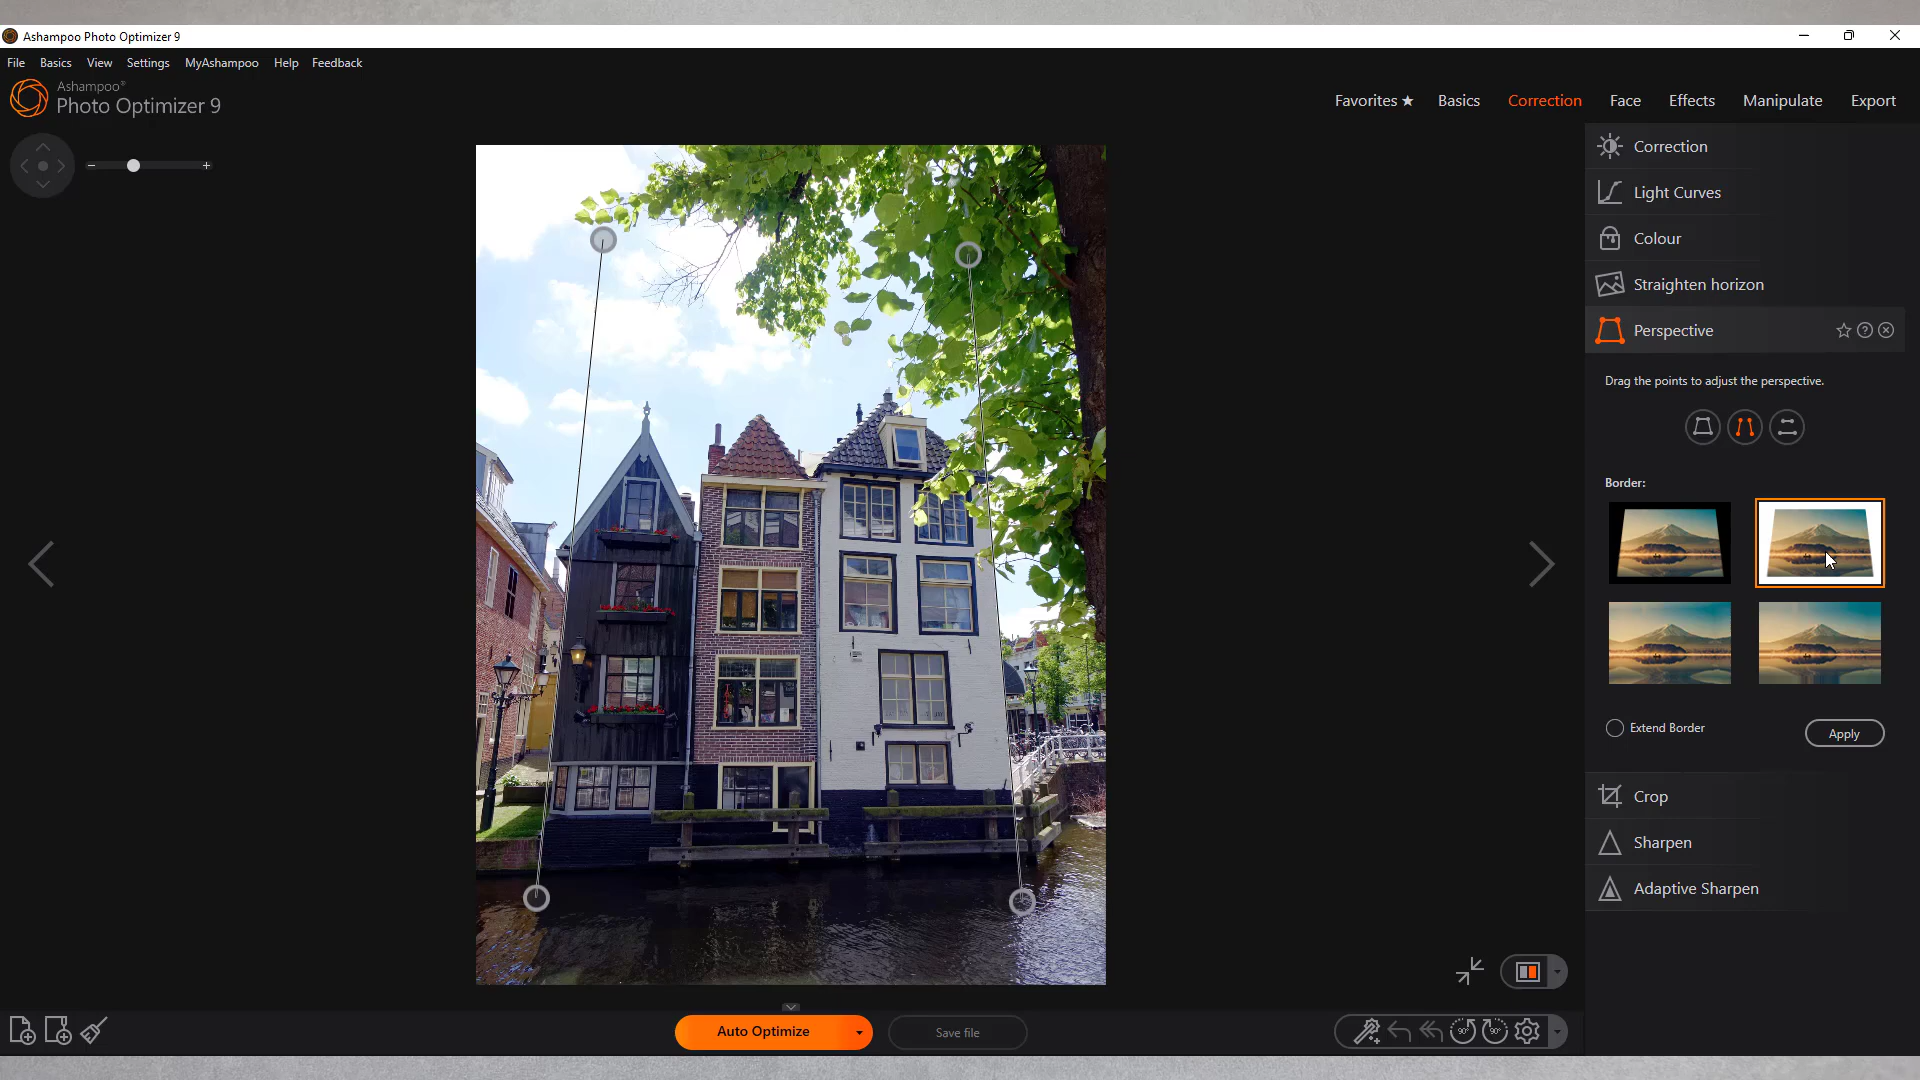 Ashampoo Photo Optimizer 9
File Basics View Settings MyAshampoo Help Feedback
Ashampoo®
Photo Optimizer 9
Favorites ★ Basics Correction Face Effects Manipulate Export
Correction
Light Curves
Colour
Straighten horizon
Perspective
Drag the points to adjust the perspective.
Border:
Extend Border
Apply
Crop
Sharpen
Adaptive Sharpen
Auto Optimize
Save file
90° 90°